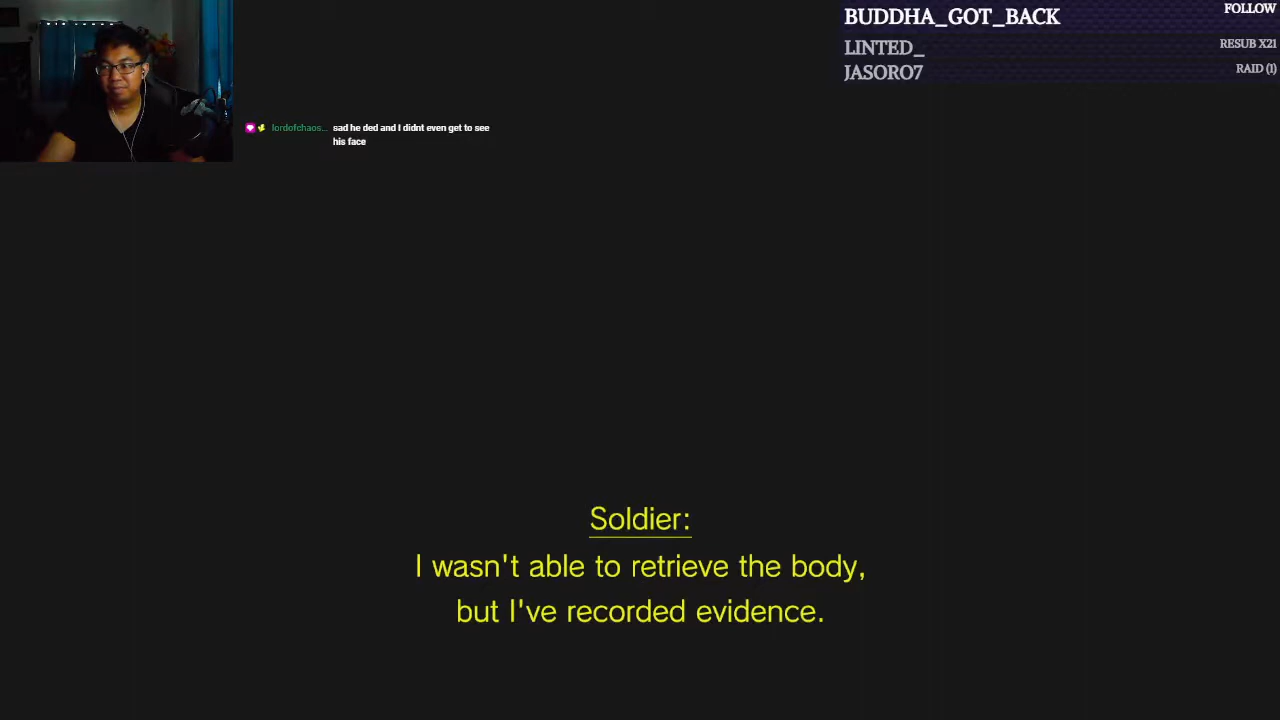 BUDDHA_GOT_BACK FOLLOW
LINTED_ RESUB X21
JASORO7 RAID (1)
lordofchaos... sad he ded and I didnt even get to see
his face
Soldier:
I wasn't able to retrieve the body,
but I've recorded evidence.